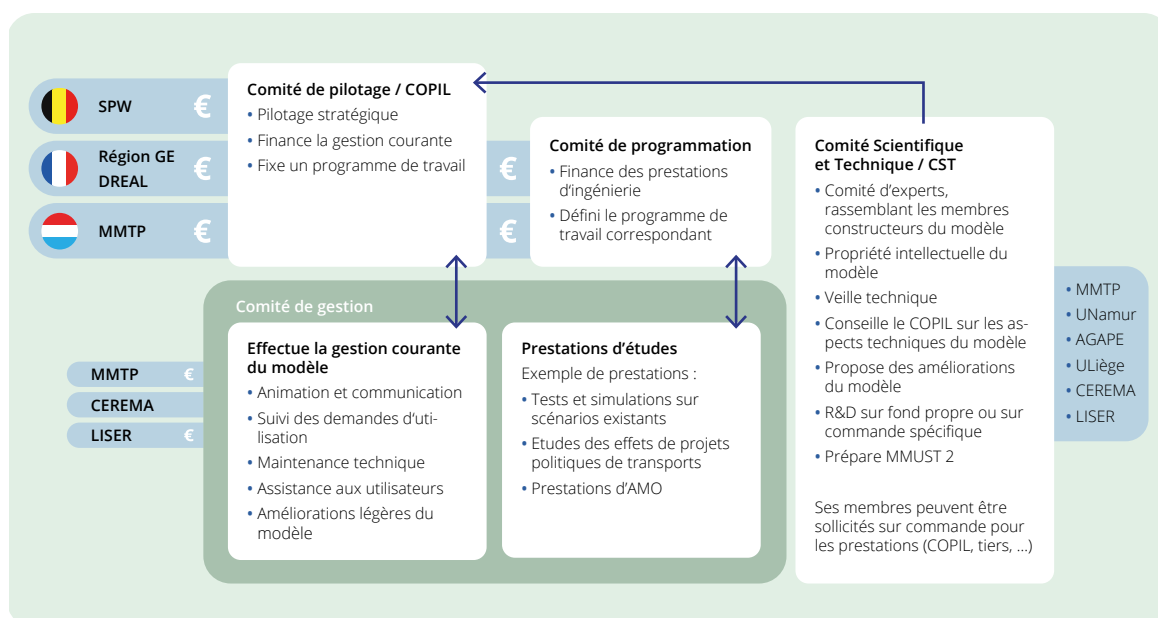 SPW €
Région GE
DREAL
€
MMTP €
Comité de pilotage / COPIL
• Pilotage stratégique
• Finance la gestion courante
• Fixe un programme de travail
€
€
Comité de programmation
• Finance des prestations
d'ingénierie
• Défini le programme de
travail correspondant
Comité Scientifique
et Technique / CST
• Comité d'experts,
rassemblant les membres
constructeurs du modèle
• Propriété intellectuelle du
modèle
• Veille technique
• Conseille le COPIL sur les as-
pects techniques du modèle
• Propose des améliorations
du modèle
• R&D sur fond propre ou sur
commande spécifique
• Prépare MMUST 2
Ses membres peuvent être
sollicités sur commande pour
les prestations (COPIL, tiers, ...)
• MMTP
• UNamur
• AGAPE
• ULiège
• CEREMA
• LISER
Comité de gestion
MMTP €
CEREMA
LISER €
Effectue la gestion courante
du modèle
• Animation et communication
• Suivi des demandes d'uti-
lisation
• Maintenance technique
• Assistance aux utilisateurs
• Améliorations légères du
modèle
Prestations d'études
Exemple de prestations :
• Tests et simulations sur
scénarios existants
• Etudes des effets de projets
politiques de transports
• Prestations d'AMO